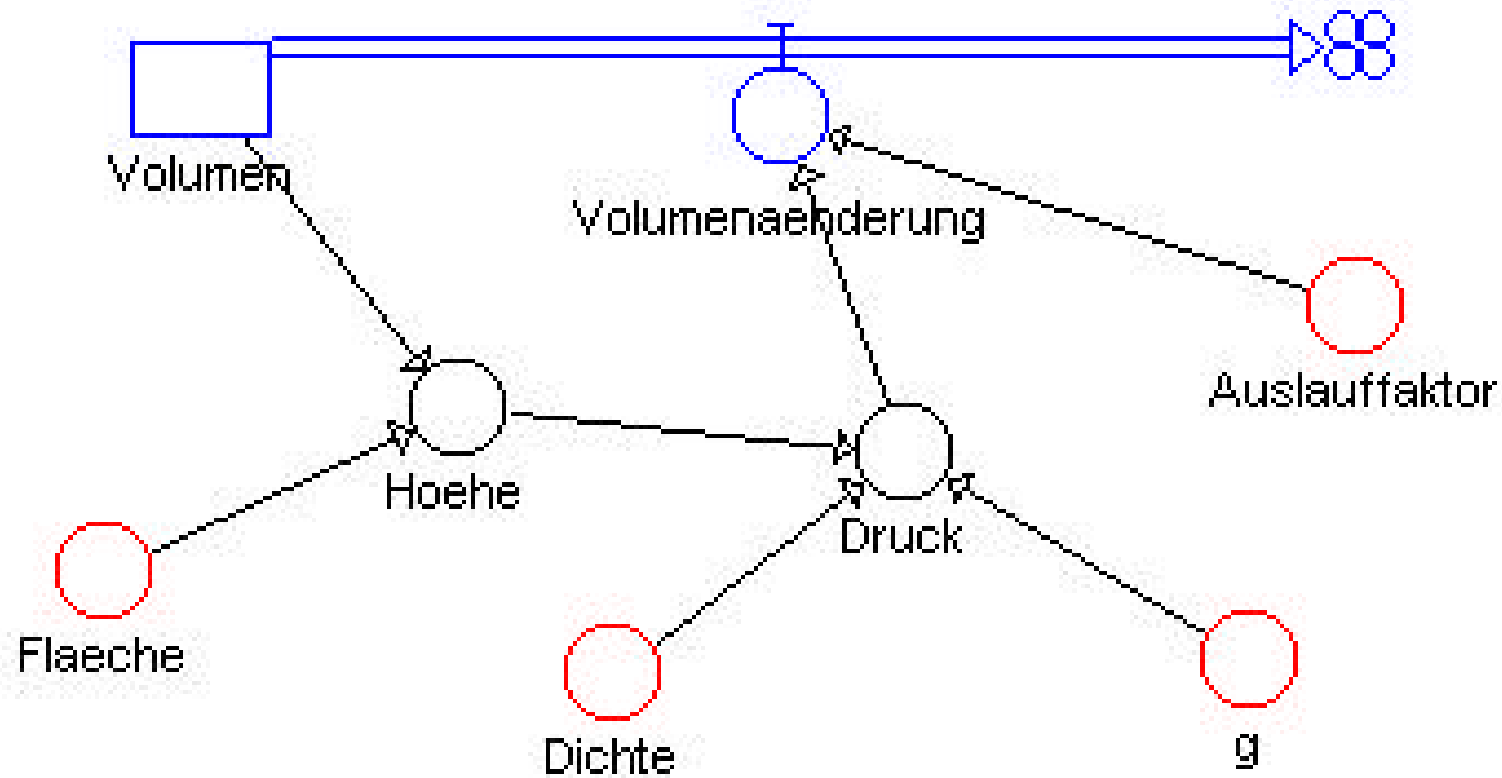 Volumen
Volumenaenderung
Auslauffaktor
Hoehe
Druck
Flaeche
Dichte
g